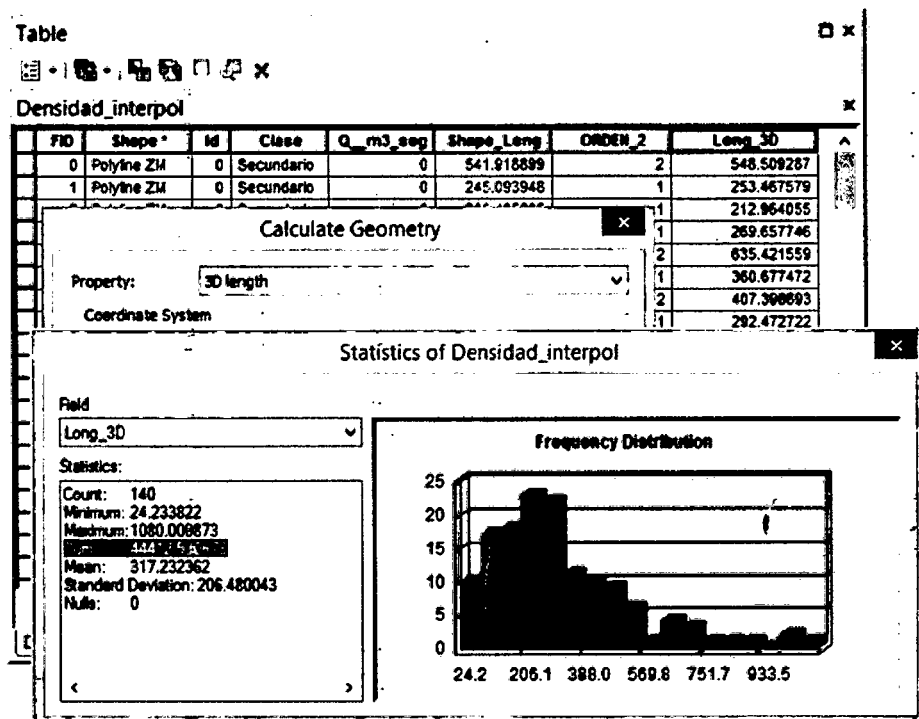 Table
Densidad_interpol
FID Shape * Id Clase Q__m3_seg Shape_Leng ORDEN_2 Long_3D
0 Polyline ZM 0 Secundario 0 541.918899 2 548.509287
1 Polyline ZM 0 Secundario 0 245.093948 1 253.467579
1 212.964055
1 269.657746
2 635.421559
1 360.677472
2 407.398693
1 292.472722
Calculate Geometry
Property: 3D length
Coordinate System
Statistics of Densidad_interpol
Field
Long_3D
Statistics:
Count: 140
Minimum: 24.233822
Maximum: 1080.009873
Mean: 317.232362
Standard Deviation: 206.480043
Nulls: 0
Frequency Distribution
25
20
15
10
5
0
24.2 206.1 388.0 569.8 751.7 933.5